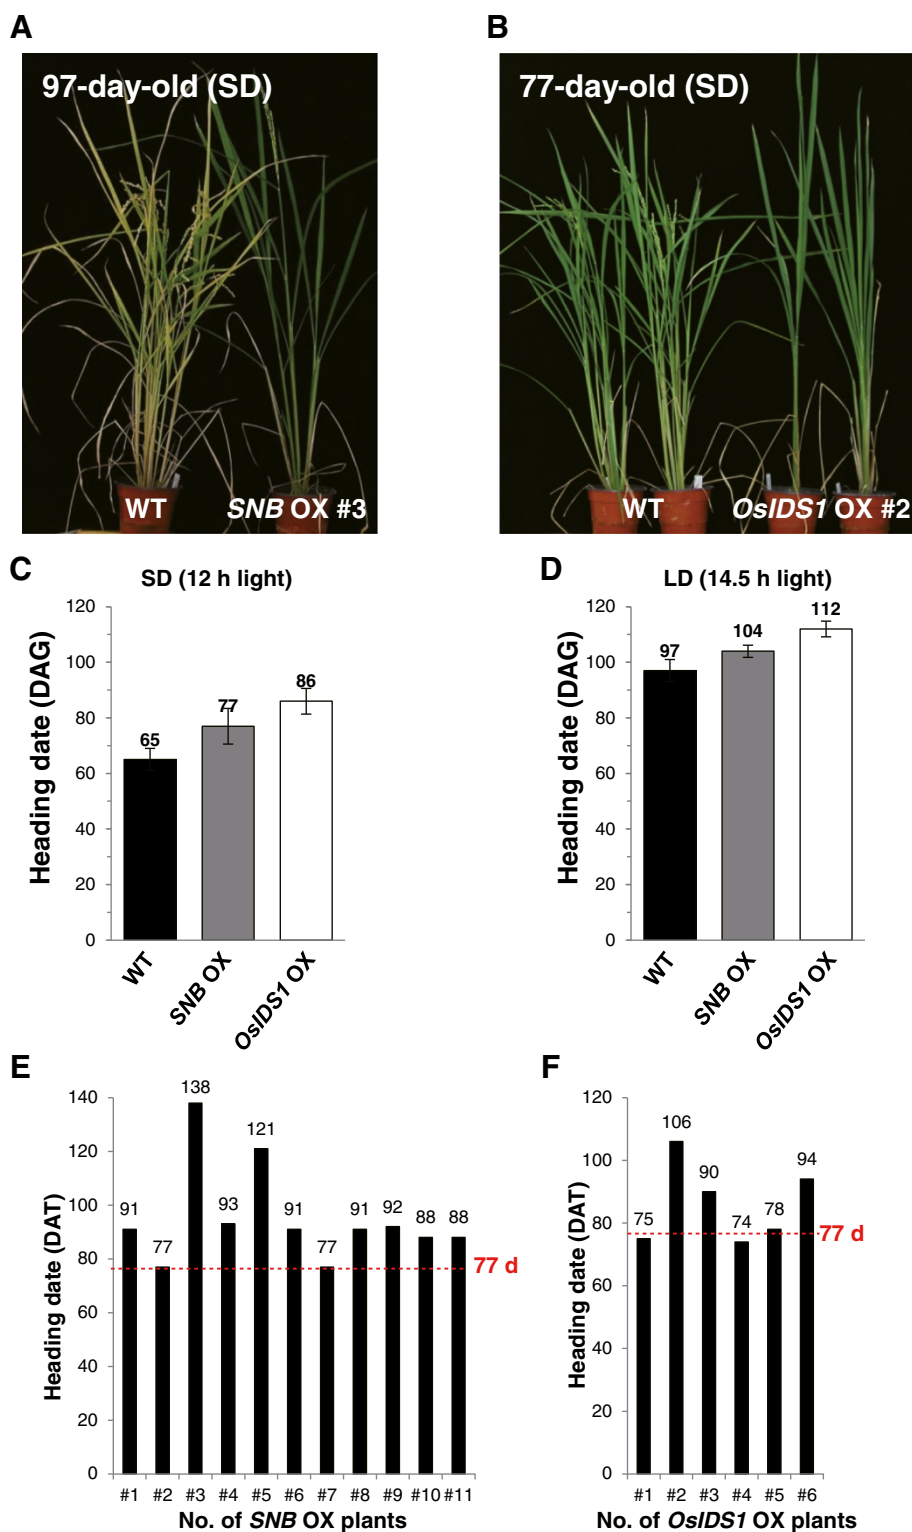 A
B
97-day-old (SD)
77-day-old (SD)
WT
SNB OX #3
WT
OsIDS1 OX #2
C
SD (12 h light)
Heading date (DAG)
120
100
80
60
40
20
0
65
77
86
WT
SNB OX
OsIDS1 OX
D
LD (14.5 h light)
Heading date (DAG)
120
100
80
60
40
20
0
97
104
112
WT
SNB OX
OsIDS1 OX
E
Heading date (DAT)
140
120
100
80
60
40
20
0
91
77
138
93
121
91
77
91
92
88
88
77 d
#1 #2 #3 #4 #5 #6 #7 #8 #9 #10 #11
No. of SNB OX plants
F
Heading date (DAT)
120
100
80
60
40
20
0
75
106
90
74
78
94
77 d
#1 #2 #3 #4 #5 #6
No. of OsIDS1 OX plants